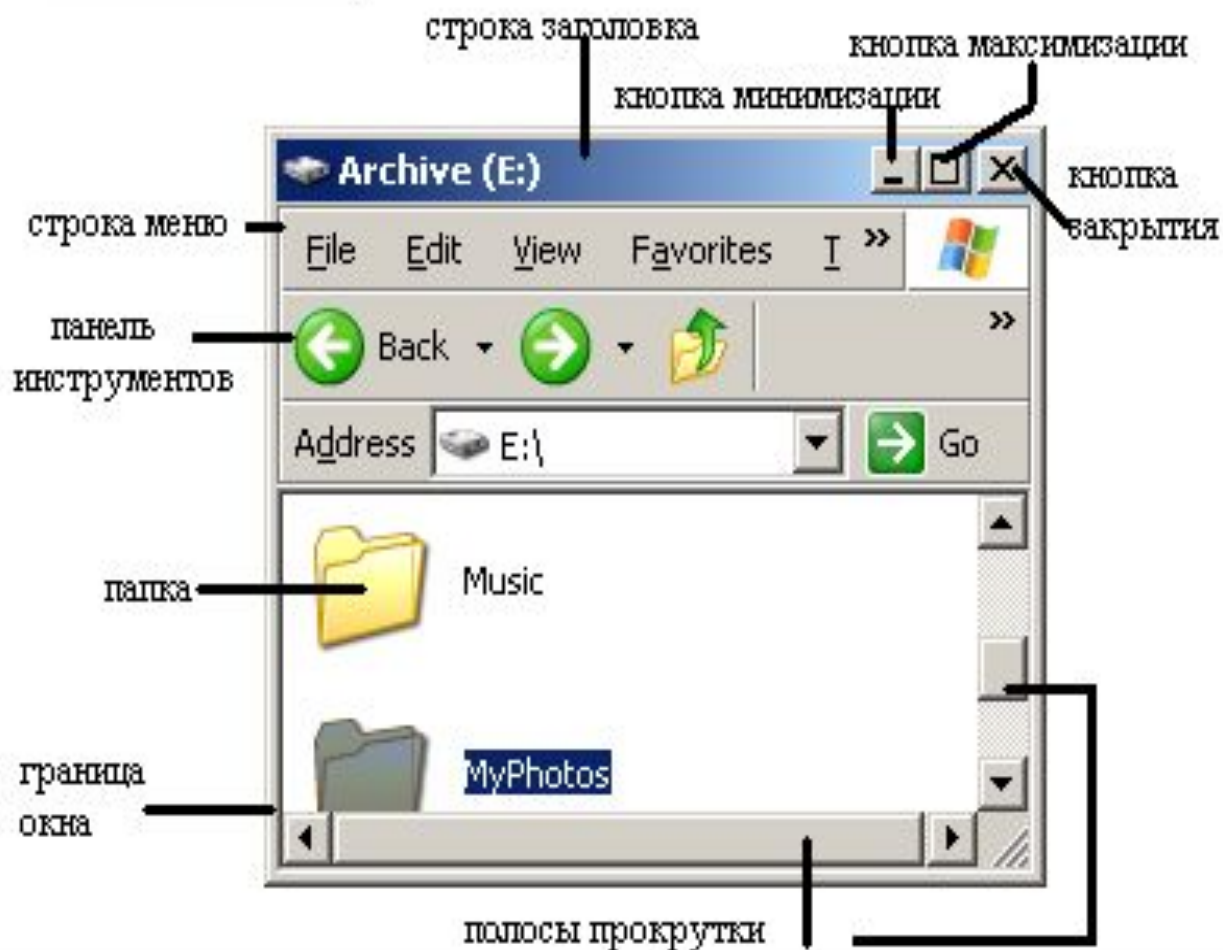 строка заголовка
кнопка максимизации
кнопка минимизации
Archive (E:)
кнопка
закрытия
строка меню
File Edit View Favorites T »
панель
инструментов
Back
»
Address E:\ Go
папка
Music
MyPhotos
граница
окна
полосы прокрутки